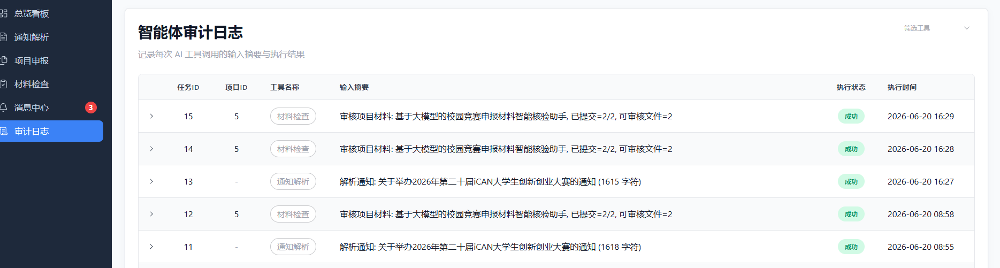 总览看板
通知解析
项目申报
材料检查
消息中心 3
审计日志
智能体审计日志
筛选工具
记录每次 AI 工具调用的输入摘要与执行结果
任务ID 项目ID 工具名称 输入摘要 执行状态 执行时间
15 5 材料检查 审核项目材料: 基于大模型的校园竞赛申报材料智能核验助手, 已提交=2/2, 可审核文件=2 成功 2026-06-20 16:29
14 5 材料检查 审核项目材料: 基于大模型的校园竞赛申报材料智能核验助手, 已提交=2/2, 可审核文件=2 成功 2026-06-20 16:28
13 - 通知解析 解析通知: 关于举办2026年第二十届iCAN大学生创新创业大赛的通知 (1615 字符) 成功 2026-06-20 16:27
12 5 材料检查 审核项目材料: 基于大模型的校园竞赛申报材料智能核验助手, 已提交=2/2, 可审核文件=2 成功 2026-06-20 08:58
11 - 通知解析 解析通知: 关于举办2026年第二十届iCAN大学生创新创业大赛的通知 (1618 字符) 成功 2026-06-20 08:55